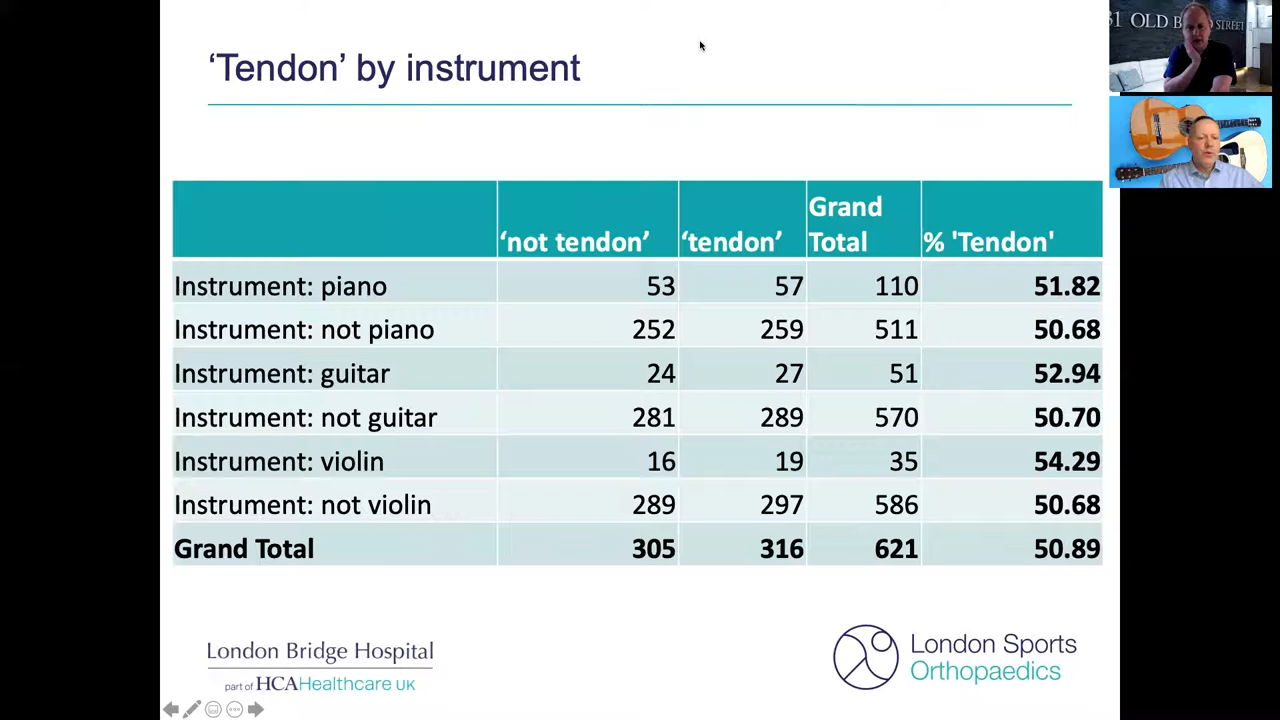 ‘Tendon’ by instrument
‘not tendon’ ‘tendon’ Grand Total % 'Tendon'
Instrument: piano 53 57 110 51.82
Instrument: not piano 252 259 511 50.68
Instrument: guitar 24 27 51 52.94
Instrument: not guitar 281 289 570 50.70
Instrument: violin 16 19 35 54.29
Instrument: not violin 289 297 586 50.68
Grand Total 305 316 621 50.89
London Bridge Hospital
part of HCAHealthcare UK
London Sports
Orthopaedics
31 OLD STREET